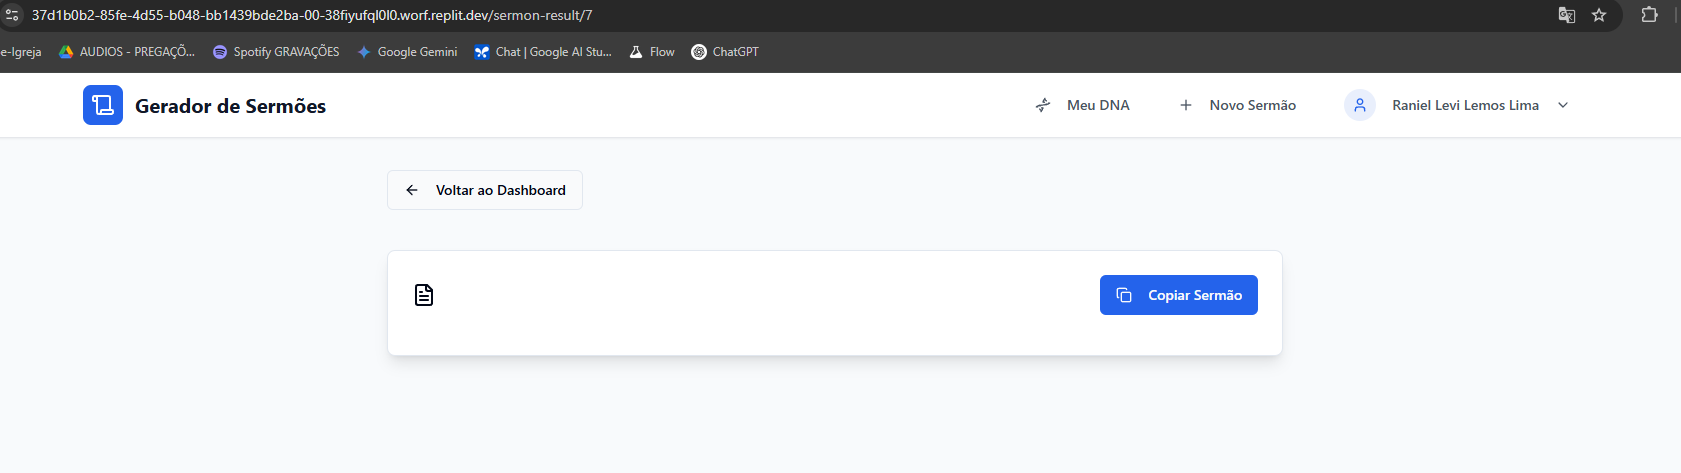 37d1b0b2-85fe-4d55-b048-bb1439bde2ba-00-38fiyufql0l0.worf.replit.dev/sermon-result/7
e-Igreja AUDIOS - PREGAÇÕ... Spotify GRAVAÇÕES Google Gemini Chat | Google AI Stu... Flow ChatGPT
Gerador de Sermões Meu DNA Novo Sermão Raniel Levi Lemos Lima
Voltar ao Dashboard
Copiar Sermão